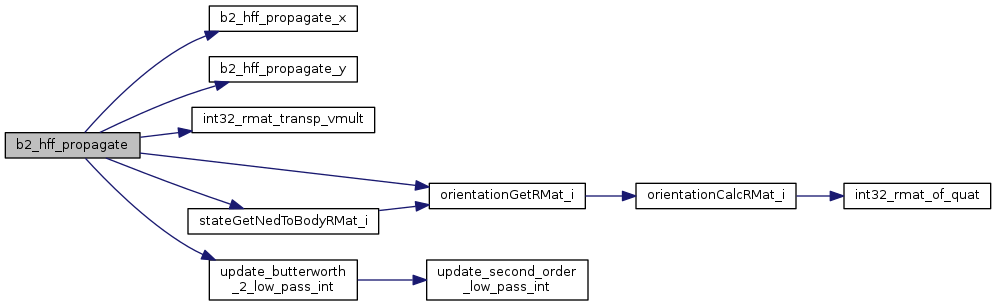 b2_hff_propagate_x
b2_hff_propagate_y
int32_rmat_transp_vmult
b2_hff_propagate
orientationGetRMat_i
orientationCalcRMat_i
int32_rmat_of_quat
stateGetNedToBodyRMat_i
update_butterworth
_2_low_pass_int
update_second_order
_low_pass_int